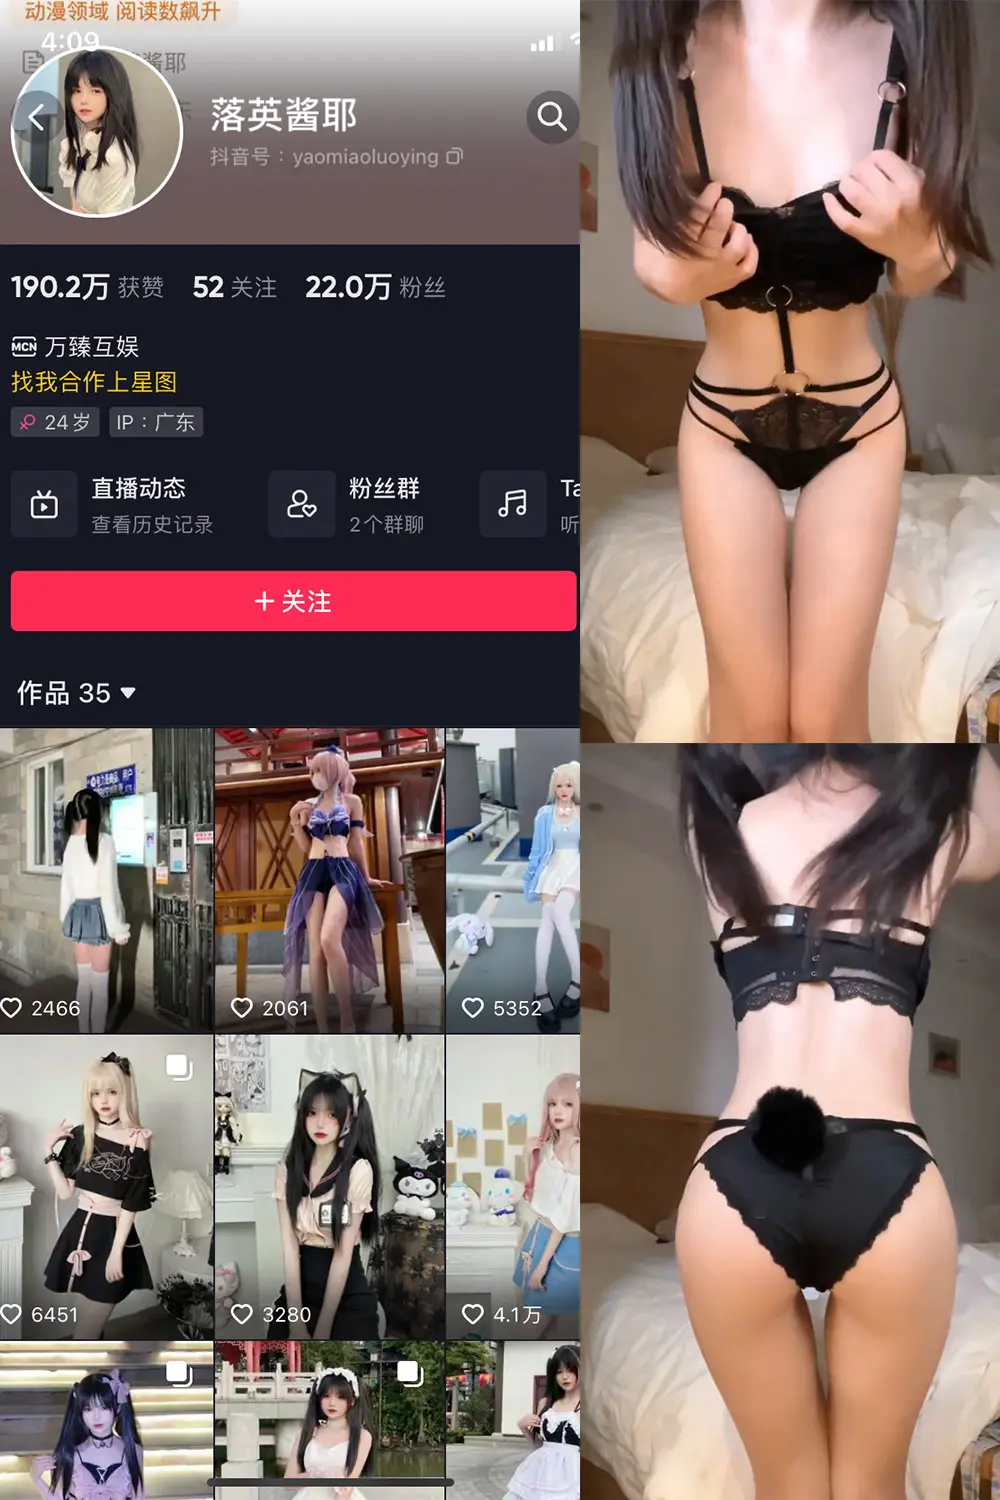 动漫领域 阅读数飙升
4:09
酱耶
落英酱耶
抖音号：yaomiaoluoying
190.2万 获赞 52 关注 22.0万 粉丝
MCN 万臻互娱
找我合作上星图
24岁 IP：广东
直播动态 粉丝群 Ta
查看历史记录 2个群聊 听
+ 关注
作品 35
2466 2061 5352
6451 3280 4.1万